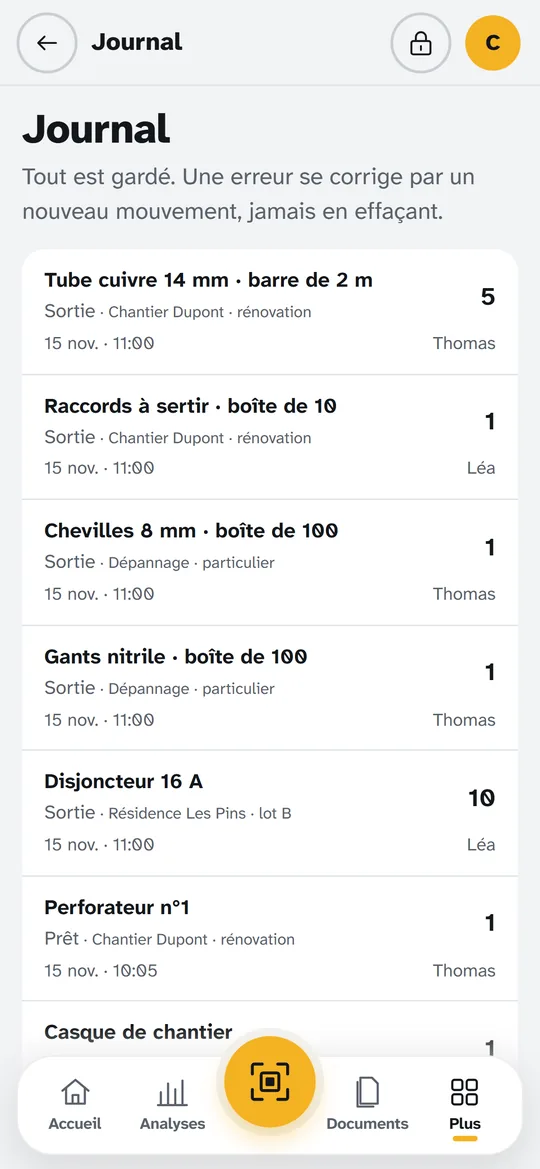 Journal
C
Journal
Tout est gardé. Une erreur se corrige par un
nouveau mouvement, jamais en effaçant.
Tube cuivre 14 mm · barre de 2 m
5
Sortie · Chantier Dupont · rénovation
15 nov. · 11:00
Thomas
Raccords à sertir · boîte de 10
1
Sortie · Chantier Dupont · rénovation
15 nov. · 11:00
Léa
Chevilles 8 mm · boîte de 100
1
Sortie · Dépannage · particulier
15 nov. · 11:00
Thomas
Gants nitrile · boîte de 100
1
Sortie · Dépannage · particulier
15 nov. · 11:00
Thomas
Disjoncteur 16 A
10
Sortie · Résidence Les Pins · lot B
15 nov. · 11:00
Léa
Perforateur n°1
1
Prêt · Chantier Dupont · rénovation
15 nov. · 10:05
Thomas
Casque de chantier
1
Accueil
Analyses
Documents
Plus